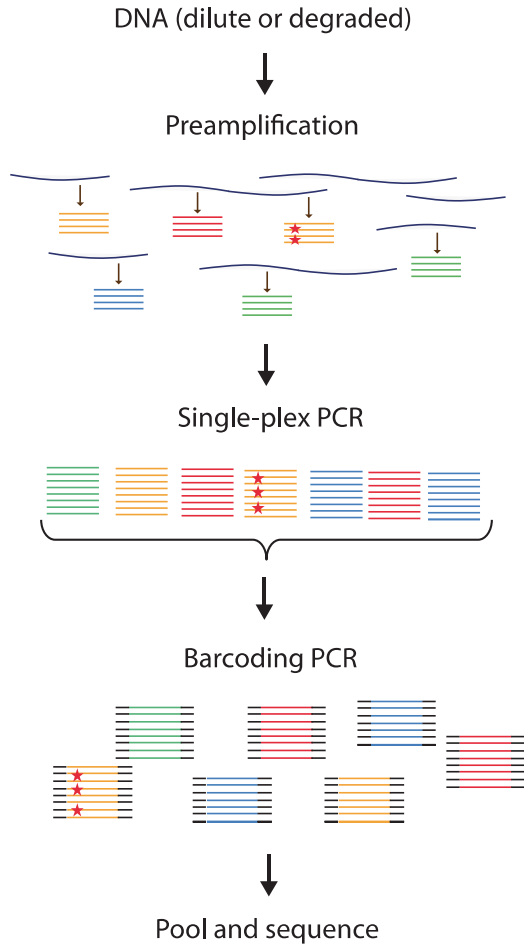 DNA (dilute or degraded)
Preamplification
Single-plex PCR
Barcoding PCR
Pool and sequence